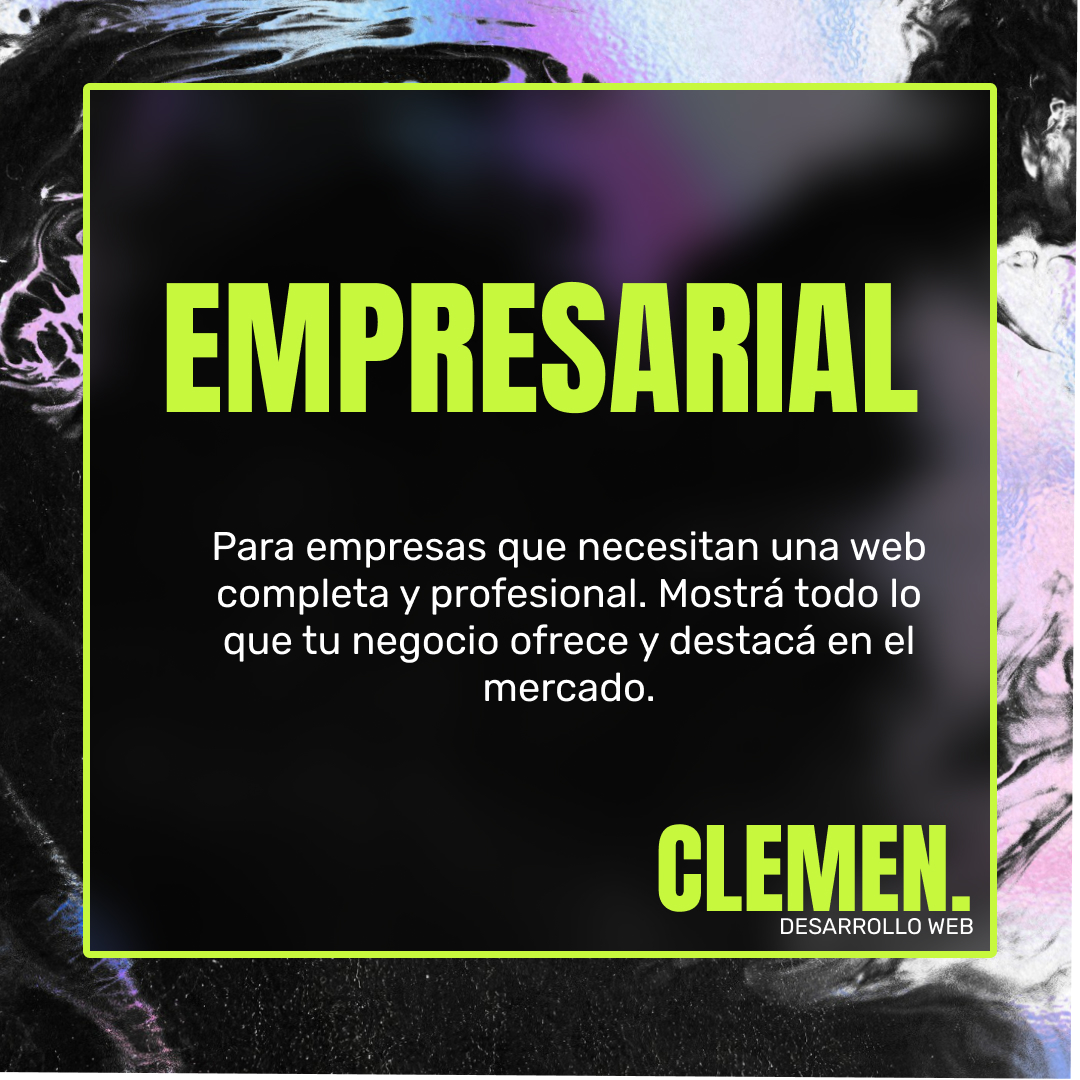 EMPRESARIAL
Para empresas que necesitan una web
completa y profesional. Mostrá todo lo
que tu negocio ofrece y destacá en el
mercado.
CLEMEN.
DESARROLLO WEB